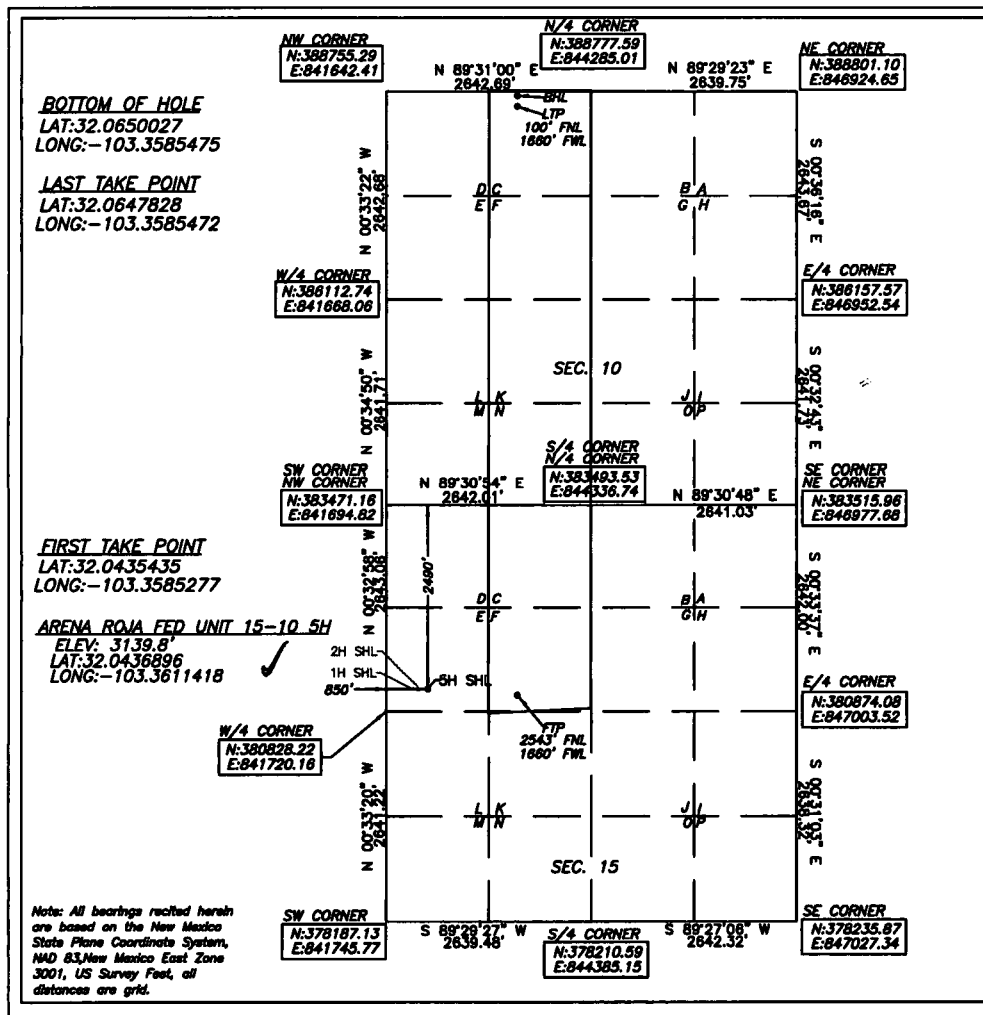 N/4 CORNER
N:388777.59
E:844285.01
NW CORNER
N:388755.29
E:841642.41
NE CORNER
N:388801.10
E:846924.65
N 89°31'00" E
2642.69'
N 89°29'23" E
2639.75'
BOTTOM OF HOLE
LAT:32.0650027
LONG:-103.3585475
LAST TAKE POINT
LAT:32.0647828
LONG:-103.3585472
BHL
LTP
100' FNL
1660' FWL
N 00°33'22" W
2642.68'
D C
E F
B A
G H
S 00°36'16" E
2643.67'
W/4 CORNER
N:386112.74
E:841668.06
E/4 CORNER
N:386157.57
E:846952.54
SEC. 10
N 00°34'50" W
2641.71'
L K
M N
J I
O P
S 00°32'43" E
2641.73'
SW CORNER
NW CORNER
N:383471.16
E:841694.82
S/4 CORNER
N/4 CORNER
N:383493.53
E:844336.74
N 89°30'54" E
2642.01'
N 89°30'48" E
2641.03'
SE CORNER
NE CORNER
N:383515.96
E:846977.68
FIRST TAKE POINT
LAT:32.0435435
LONG:-103.3585277
ARENA ROJA FED UNIT 15-10 5H
ELEV: 3139.8'
LAT:32.0436896
LONG:-103.3611418
N 00°32'58" W
2643.06'
2490'
D C
E F
B A
G H
S 00°33'37" E
2642.00'
2H SHL
1H SHL
850'
5H SHL
FTP
2543' FNL
1660' FWL
W/4 CORNER
N:380828.22
E:841720.16
E/4 CORNER
N:380874.08
E:847003.52
N 00°33'20" W
2641.22'
L K
M N
J I
O P
S 00°31'03" E
SEC. 15
Note: All bearings recited herein
are based on the New Mexico
State Plane Coordinate System,
NAD 83,New Mexico East Zone
3001, US Survey Feet, all
distances are grid.
SW CORNER
N:378187.13
E:841745.77
S 89°29'27" W
2639.48'
S/4 CORNER
N:378210.59
E:844385.15
S 89°27'06" W
2642.32'
SE CORNER
N:378235.87
E:847027.34